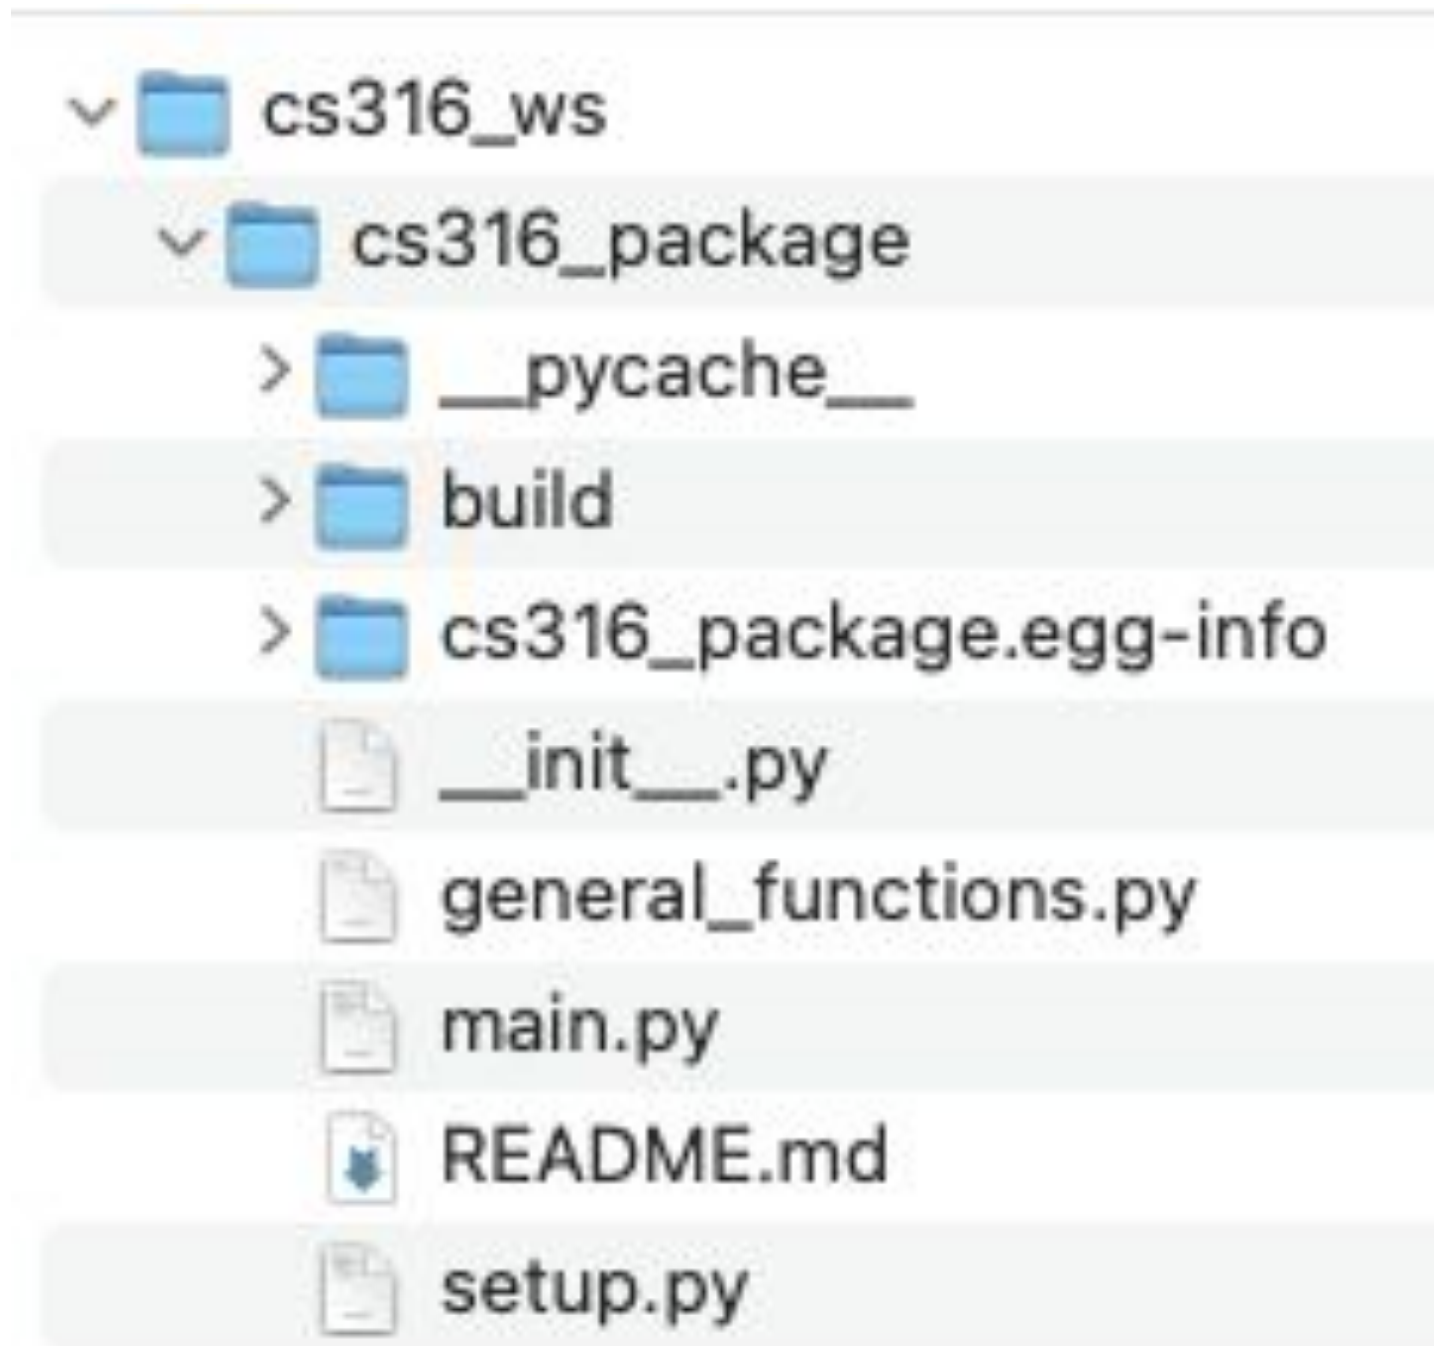 cs316_ws
cs316_package
__pycache__
build
cs316_package.egg-info
__init__.py
general_functions.py
main.py
README.md
setup.py